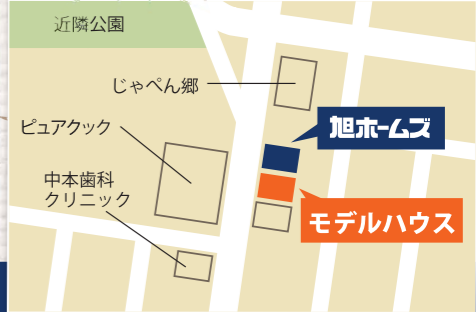 近隣公園
じゃぺん郷
旭ホームズ
ピュアクック
中本歯科
クリニック
モデルハウス